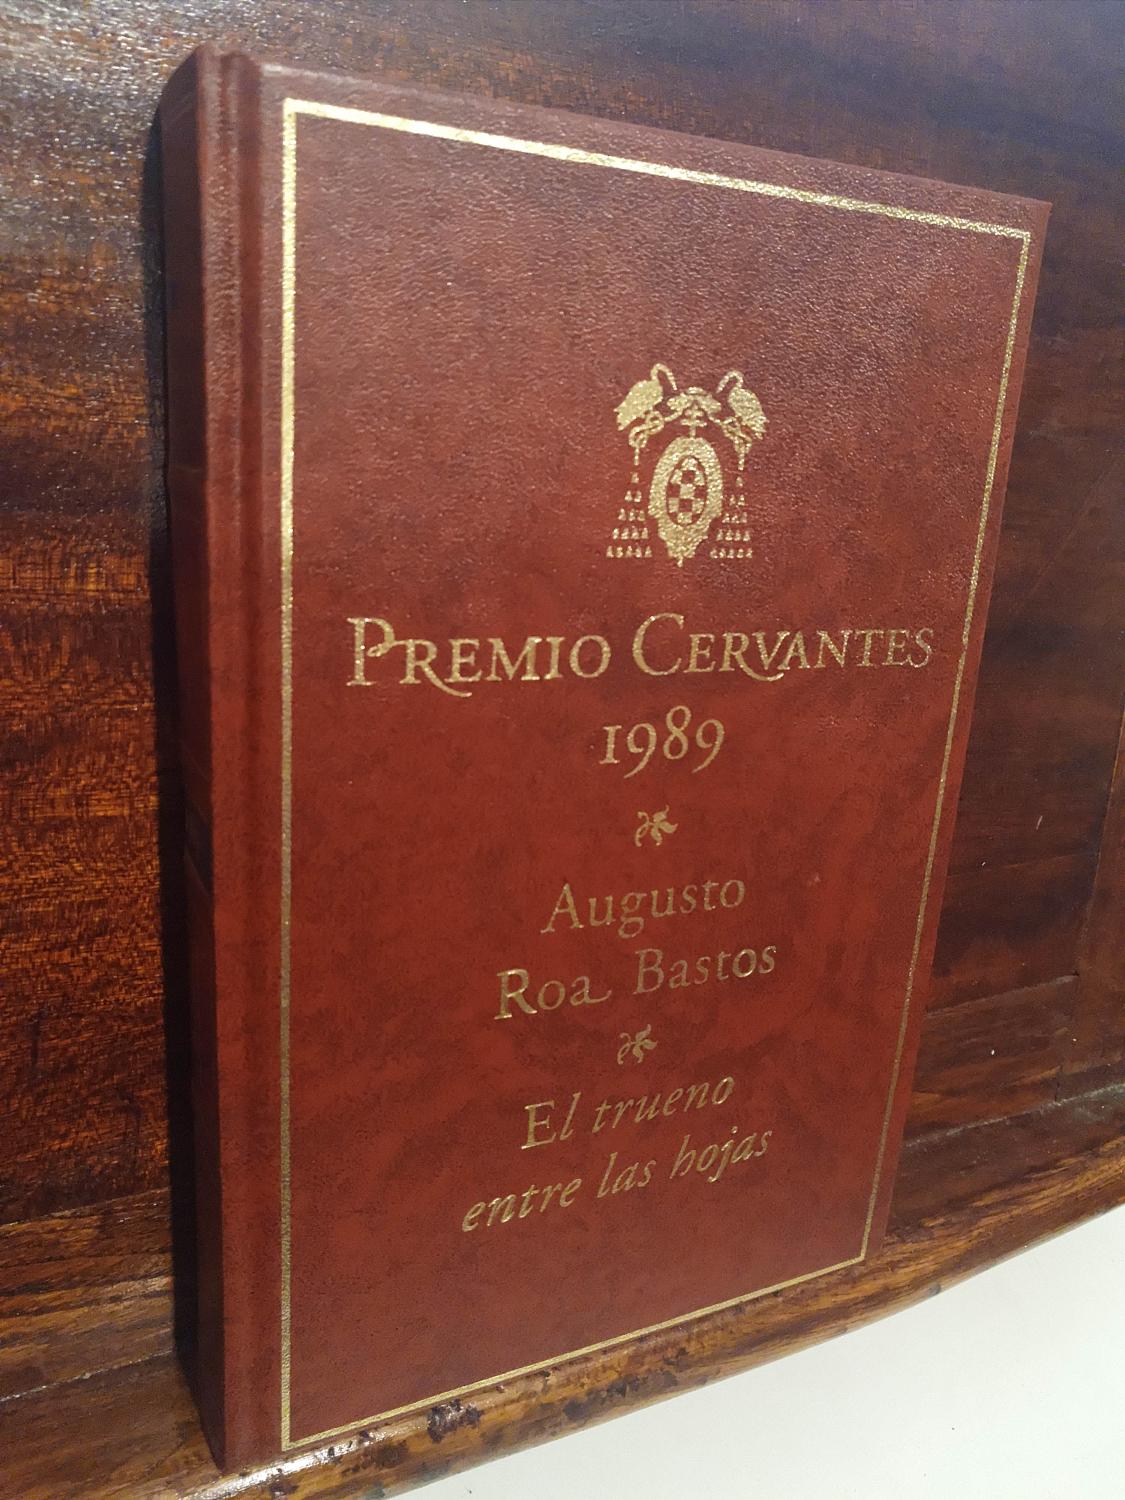 PREMIO CERVANTES
1989
Augusto
Roa Bastos
El trueno
entre las hojas